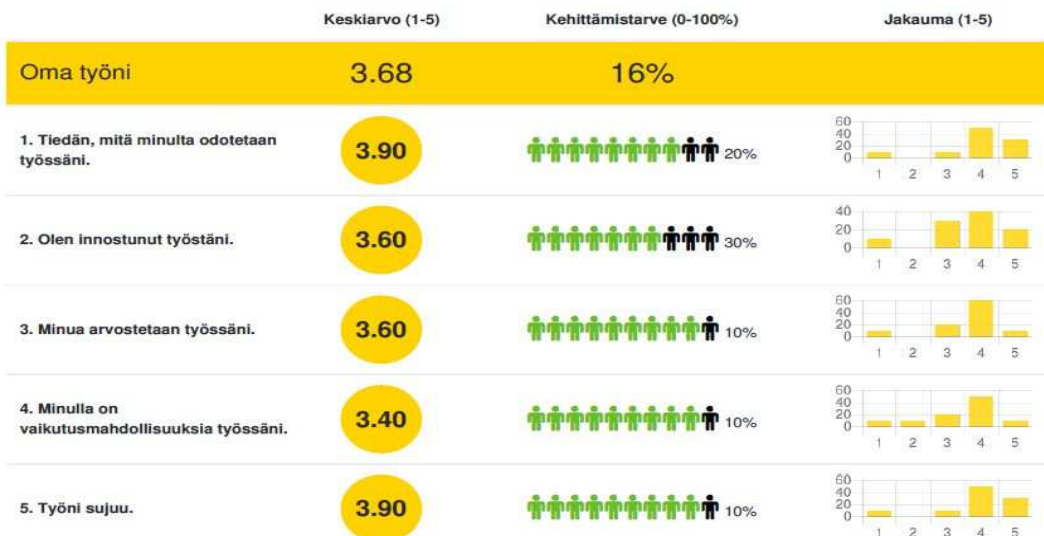 Keskiarvo (1-5) Kehittämistarve (0-100%) Jakauma (1-5)
Oma työni 3.68 16%
1. Tiedän, mitä minulta odotetaan
työssäni.
3.90
20%
60
40
20
0
1 2 3 4 5
2. Olen innostunut työstäni.
3.60
30%
40
20
0
1 2 3 4 5
3. Minua arvostetaan työssäni.
3.60
10%
60
40
20
0
1 2 3 4 5
4. Minulla on
vaikutusmahdollisuuksia työssäni.
3.40
10%
60
40
20
0
1 2 3 4 5
5. Työni sujuu.
3.90
10%
60
40
20
0
1 2 3 4 5